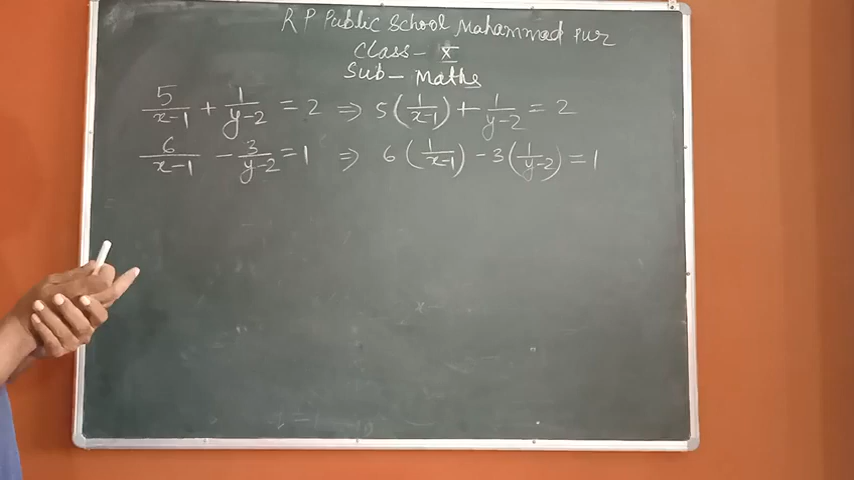 R P Public School Mahammad pur
Class - X
Sub - Maths
5/(x-1) + 1/(y-2) = 2 ⇒ 5(1/(x-1)) + 1/(y-2) = 2
6/(x-1) - 3/(y-2) = 1 ⇒ 6(1/(x-1)) - 3(1/(y-2)) = 1